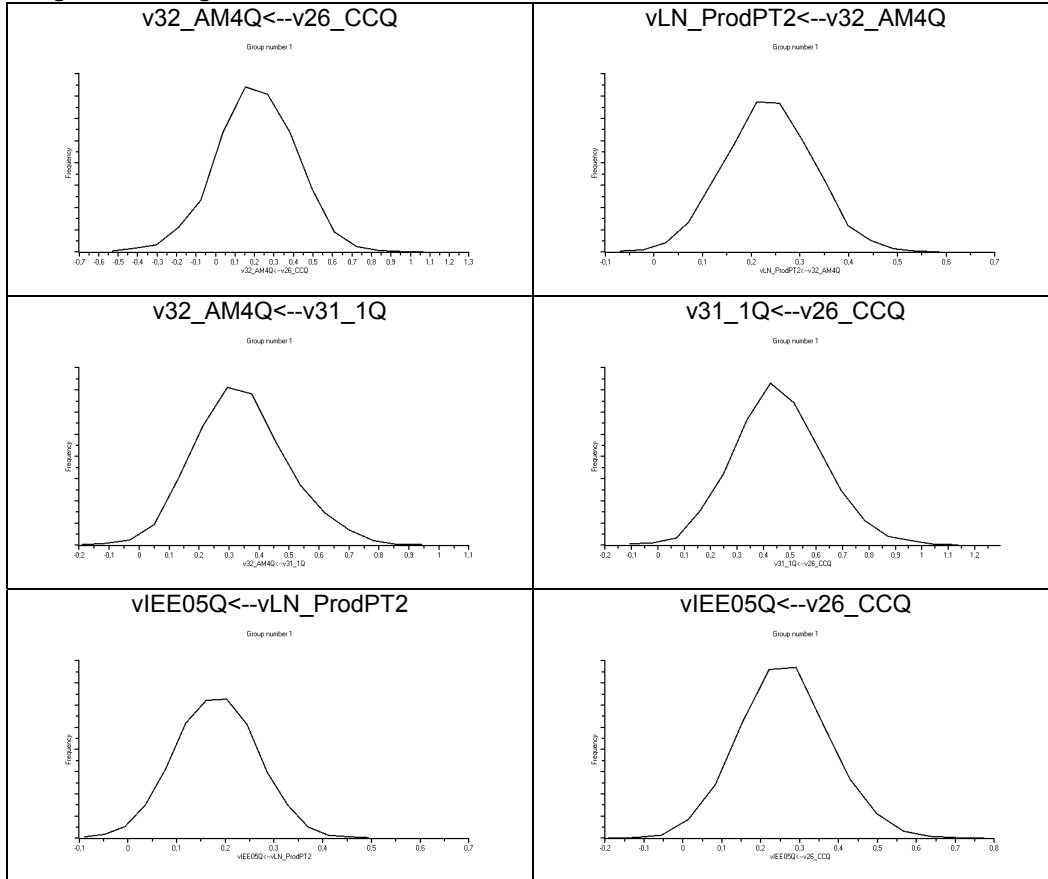 v32_AM4Q<--v26_CCQ
Group number 1
Frequency
-0,7 -0,6 -0,5 -0,4 -0,3 -0,2 -0,1 0 0,1 0,2 0,3 0,4 0,5 0,6 0,7 0,8 0,9 1 1,1 1,2 1,3
v32_AM4Q<--v26_CCQ
vLN_ProdPT2<--v32_AM4Q
Group number 1
Frequency
-0,1 0 0,1 0,2 0,3 0,4 0,5 0,6 0,7
vLN_ProdPT2<--v32_AM4Q
v32_AM4Q<--v31_1Q
Group number 1
Frequency
-0,2 -0,1 0 0,1 0,2 0,3 0,4 0,5 0,6 0,7 0,8 0,9 1 1,1
v32_AM4Q<--v31_1Q
v31_1Q<--v26_CCQ
Group number 1
Frequency
-0,2 -0,1 0 0,1 0,2 0,3 0,4 0,5 0,6 0,7 0,8 0,9 1 1,1 1,2
v31_1Q<--v26_CCQ
vIEE05Q<--vLN_ProdPT2
Group number 1
Frequency
-0,1 0 0,1 0,2 0,3 0,4 0,5 0,6 0,7
vIEE05Q<--vLN_ProdPT2
vIEE05Q<--v26_CCQ
Group number 1
Frequency
-0,2 -0,1 0 0,1 0,2 0,3 0,4 0,5 0,6 0,7 0,8
vIEE05Q<--v26_CCQ